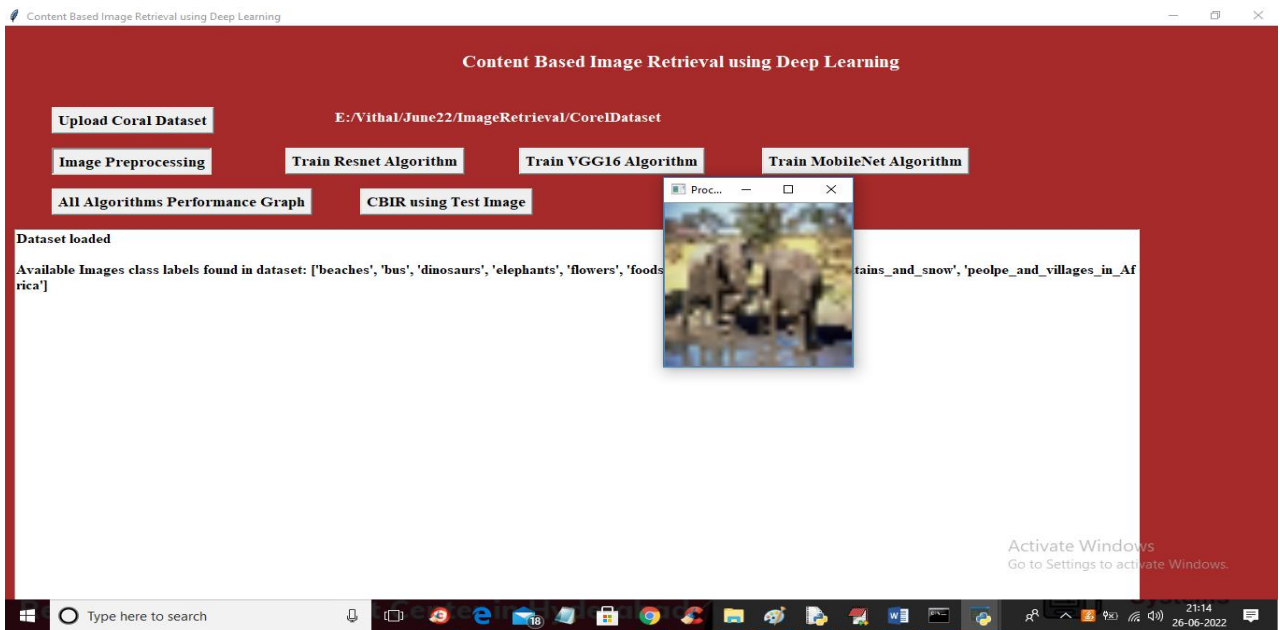 Content Based Image Retrieval using Deep Learning
Content Based Image Retrieval using Deep Learning
Upload Coral Dataset
E:/Vithal/June22/ImageRetrieval/CorelDataset
Image Preprocessing
Train Resnet Algorithm
Train VGG16 Algorithm
Train MobileNet Algorithm
Proc...
All Algorithms Performance Graph
CBIR using Test Image
Dataset loaded
Available Images class labels found in dataset: ['beaches', 'bus', 'dinosaurs', 'elephants', 'flowers', 'foods tains_and_snow', 'peolpe_and_villages_in_Af
rica']
Activate Windows
Go to Settings to activate Windows.
Type here to search
18
21:14
26-06-2022